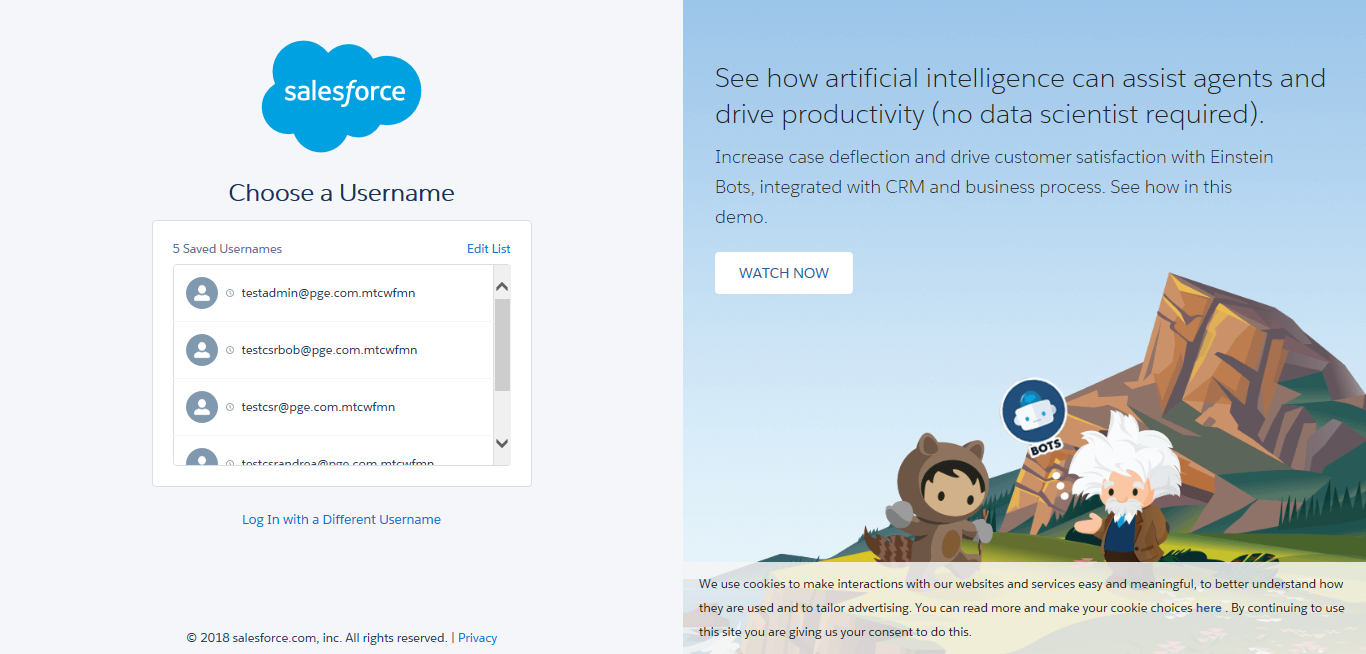 salesforce
Choose a Username
5 Saved Usernames
Edit List
testadmin@pge.com.mtcwfmn
testcsrbob@pge.com.mtcwfmn
testcsr@pge.com.mtcwfmn
testcsrandrea@pge.com.mtcwfmn
Log In with a Different Username
© 2018 salesforce.com, inc. All rights reserved. | Privacy
See how artificial intelligence can assist agents and
drive productivity (no data scientist required).
Increase case deflection and drive customer satisfaction with Einstein
Bots, integrated with CRM and business process. See how in this
demo.
WATCH NOW
BOTS
We use cookies to make interactions with our websites and services easy and meaningful, to better understand how
they are used and to tailor advertising. You can read more and make your cookie choices here . By continuing to use
this site you are giving us your consent to do this.